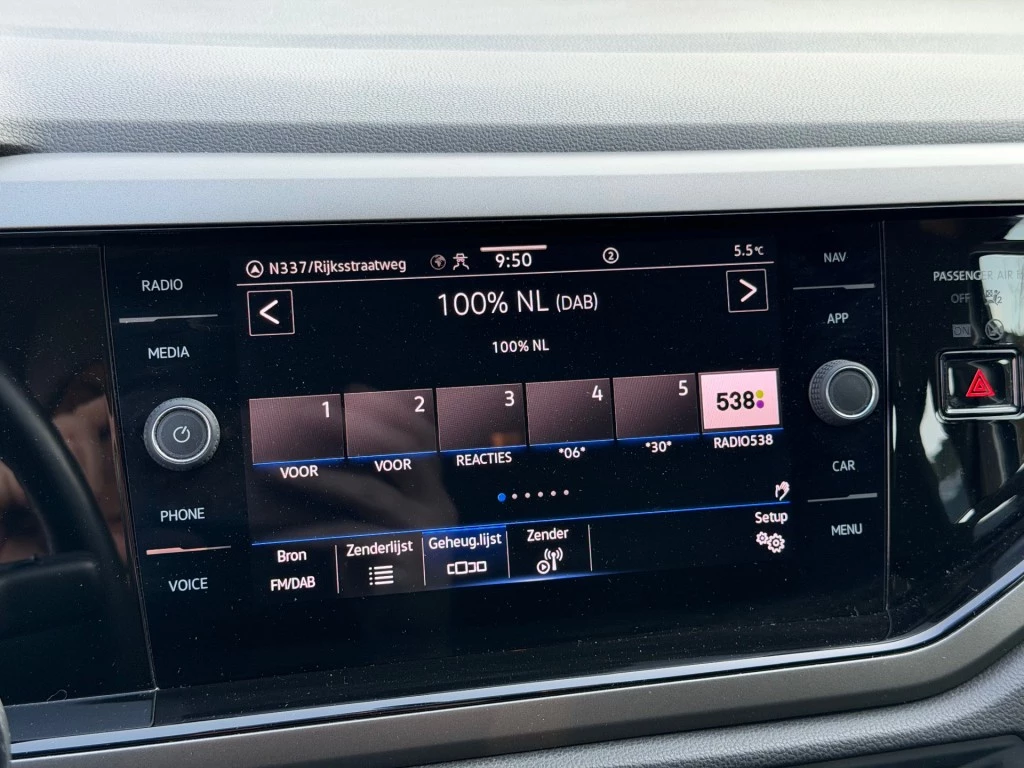 RADIO
MEDIA
PHONE
VOICE
N337/Rijksstraatweg
9:50
2
5.5°C
<
100% NL (DAB)
>
100% NL
1
2
3
4
5
538
VOOR
VOOR
REACTIES
*06*
*30*
RADIO538
Bron
FM/DAB
Zenderlijst
Geheug.lijst
Zender
Setup
NAV
APP
CAR
MENU
PASSENGER AIR B
OFF
ON